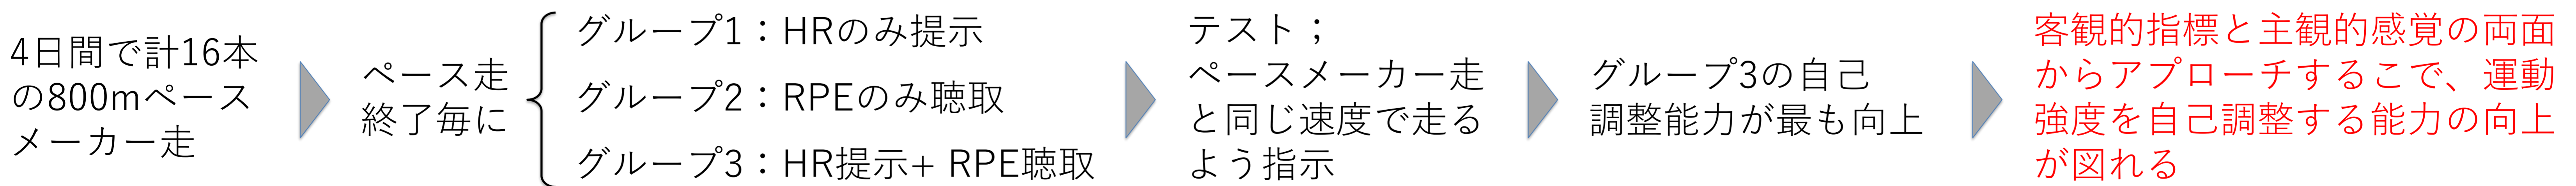 4日間で計16本
の800mペース
メーカー走
ペース走
終了毎に
グループ1：HRのみ提示
グループ2：RPEのみ聴取
グループ3：HR提示+ RPE聴取
テスト；
ペースメーカー走
と同じ速度で走る
よう指示
グループ3の自己
調整能力が最も向上
客観的指標と主観的感覚の両面
からアプローチするこで、運動
強度を自己調整する能力の向上
が図れる